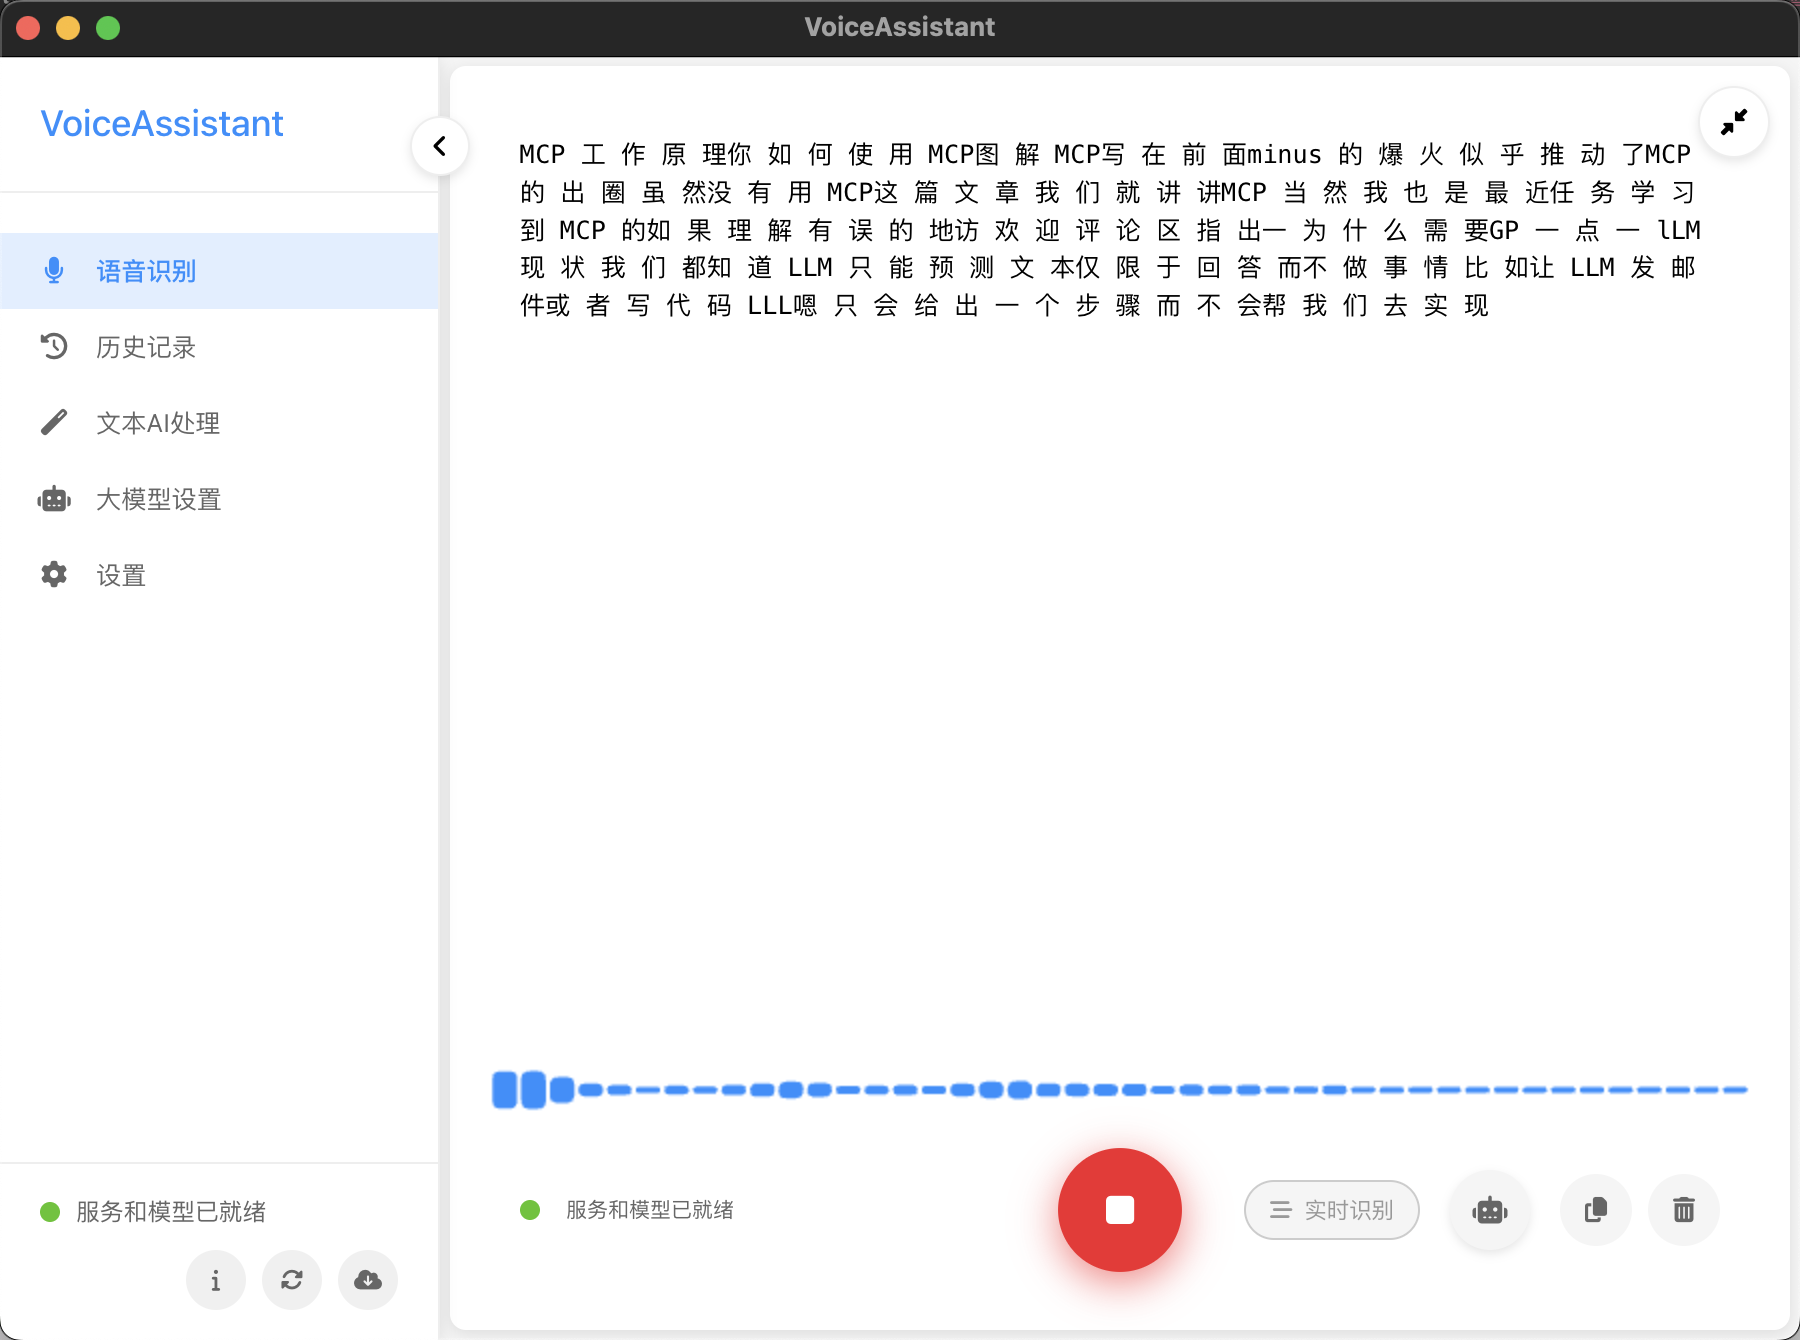 VoiceAssistant
VoiceAssistant
语音识别
历史记录
文本AI处理
大模型设置
设置
服务和模型已就绪
MCP 工 作 原 理你 如 何 使 用 MCP图 解 MCP写 在 前 面minus 的 爆 火 似 乎 推 动 了MCP
的 出 圈 虽 然没 有 用 MCP这 篇 文 章 我 们 就 讲 讲MCP 当 然 我 也 是 最 近任 务 学 习
到 MCP 的如 果 理 解 有 误 的 地访 欢 迎 评 论 区 指 出一 为 什 么 需 要GP 一 点 一 lLM
现 状 我 们 都知 道 LLM 只 能 预 测 文 本仅 限 于 回 答 而不 做 事 情 比 如让 LLM 发 邮
件或 者 写 代 码 LLL嗯 只 会 给 出 一 个 步 骤 而 不 会帮 我 们 去 实 现
服务和模型已就绪
实时识别